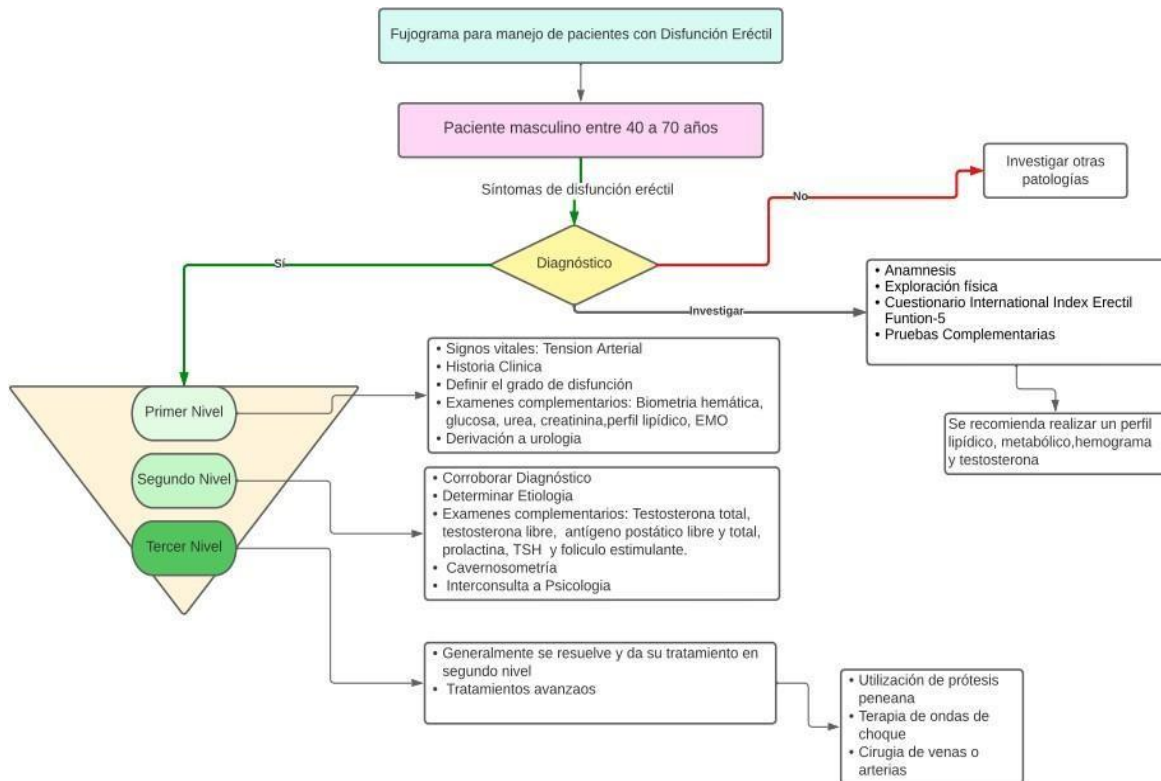 Fujograma para manejo de pacientes con Disfunción Eréctil
Paciente masculino entre 40 a 70 años
Síntomas de disfunción eréctil
Investigar otras
patologías
No
Sí
Diagnóstico
Investigar
• Anamnesis
• Exploración física
• Cuestionario International Index Erectil
Funtion-5
• Pruebas Complementarias
Se recomienda realizar un perfil
lipídico, metabólico,hemograma
y testosterona
Primer Nivel
• Signos vitales: Tension Arterial
• Historia Clinica
• Definir el grado de disfunción
• Examenes complementarios: Biometria hemática,
glucosa, urea, creatinina,perfil lipídico, EMO
• Derivación a urologia
Segundo Nivel
• Corroborar Diagnóstico
• Determinar Etiologia
• Examenes complementarios: Testosterona total,
testosterona libre, antígeno postático libre y total,
prolactina, TSH y foliculo estimulante.
• Cavernosometría
• Interconsulta a Psicologia
Tercer Nivel
• Generalmente se resuelve y da su tratamiento en
segundo nivel
• Tratamientos avanzaos
• Utilización de prótesis
peneana
• Terapia de ondas de
choque
• Cirugia de venas o
arterias